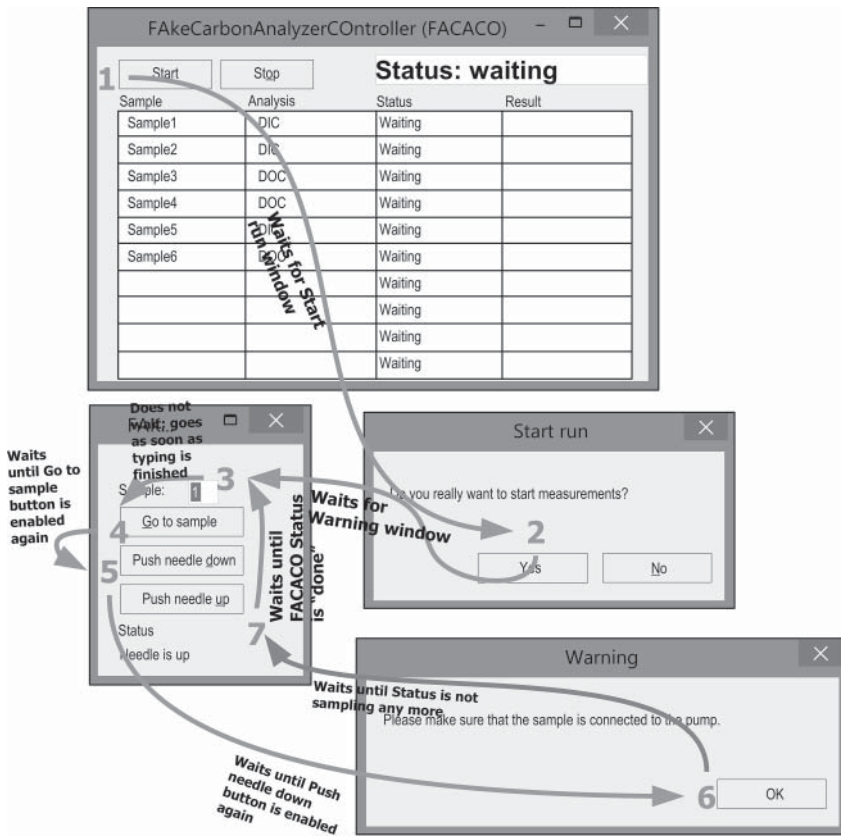 FAkeCarbonAnalyzerCOntroller (FACACO)
1
Start Stop Status: waiting
Sample Analysis Status Result
Sample1 DIC Waiting
Sample2 DIC Waiting
Sample3 DOC Waiting
Sample4 DOC Waiting
Sample5 DIC Waiting
Sample6 DOC Waiting
Waiting
Waiting
Waiting
Waiting
Waits for Start
run window
Does not
wait; goes
as soon as
typing is
finished
Waits
until Go to
sample
button is
enabled
again
Sample: 1 3
4 Go to sample
5 Push needle down
Push needle up
Status 7
Needle is up
Waits until
FACACO Status
is "done"
Waits for
Warning window
Start run
Do you really want to start measurements?
2
Yes No
Waits until Status is not
sampling any more
Warning
Please make sure that the sample is connected to the pump.
6 OK
Waits until Push
needle down
button is enabled
again